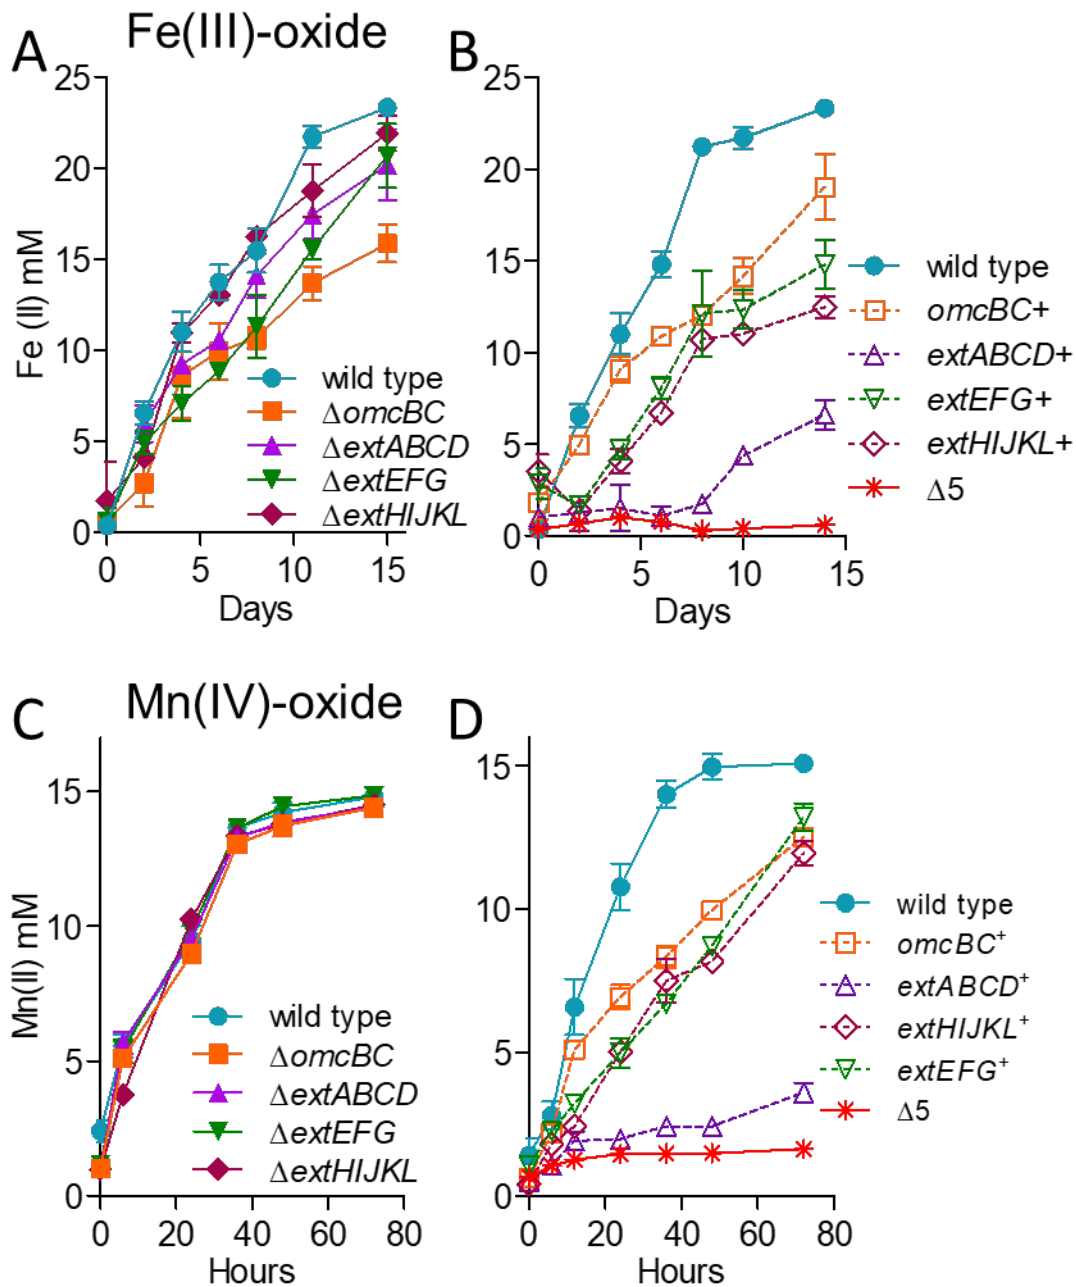 Fe(III)-oxide
A
B
25
20
15
10
5
0
Fe (II) mM
0 5 10 15
Days
wild type
ΔomcBC
ΔextABCD
ΔextEFG
ΔextHIJKL
25
20
15
10
5
0
0 5 10 15
Days
wild type
omcBC+
extABCD+
extEFG+
extHIJKL+
Δ5
Mn(IV)-oxide
C
D
15
10
5
0
Mn(II) mM
0 20 40 60 80
Hours
wild type
ΔomcBC
ΔextABCD
ΔextEFG
ΔextHIJKL
15
10
5
0
0 20 40 60 80
Hours
wild type
omcBC⁺
extABCD⁺
extHIJKL⁺
extEFG⁺
Δ5